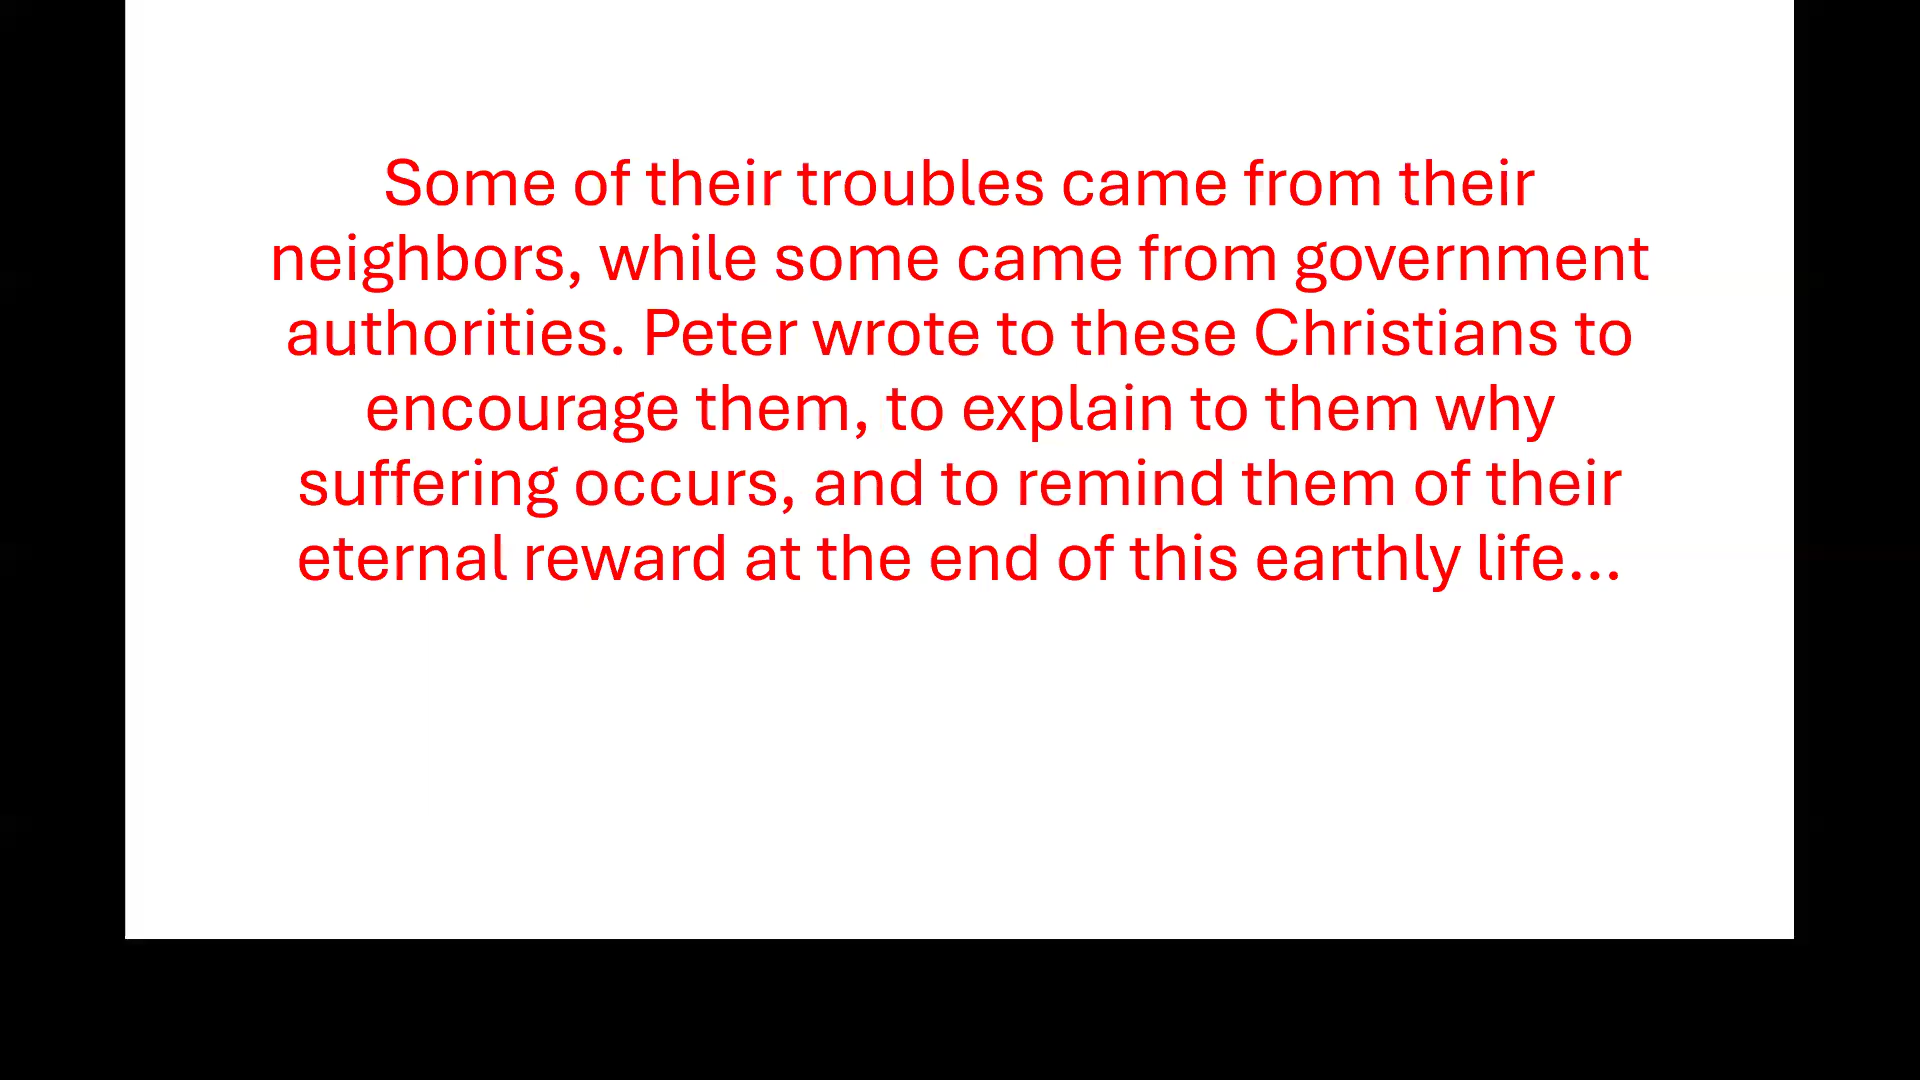 Some of their troubles came from their
neighbors, while some came from government
authorities. Peter wrote to these Christians to
encourage them, to explain to them why
suffering occurs, and to remind them of their
eternal reward at the end of this earthly life...